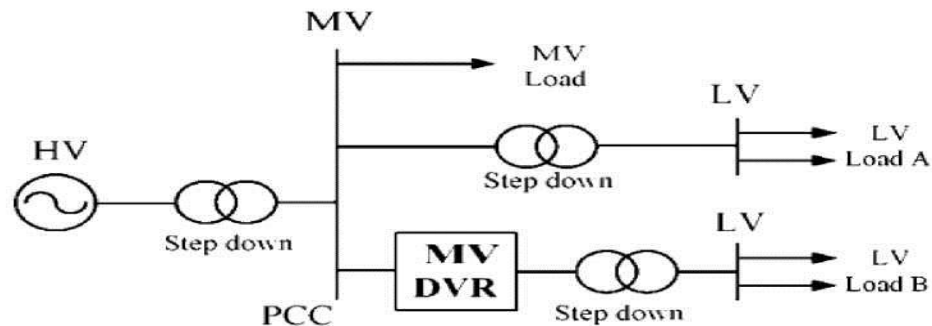 MV
MV
Load
LV
LV
Load A
HV
Step down
Step down
MV
DVR
LV
LV
Load B
Step down
PCC